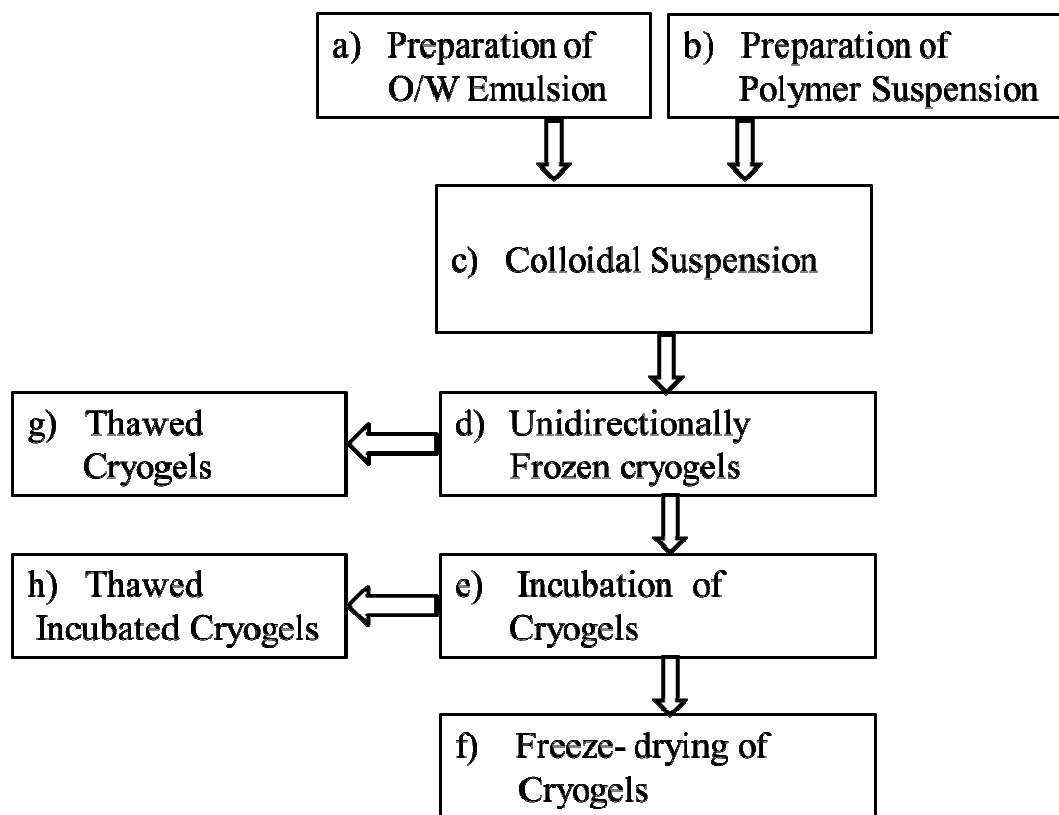 a) Preparation of
O/W Emulsion
b) Preparation of
Polymer Suspension
c) Colloidal Suspension
g) Thawed
Cryogels
d) Unidirectionally
Frozen cryogels
h) Thawed
Incubated Cryogels
e) Incubation of
Cryogels
f) Freeze- drying of
Cryogels